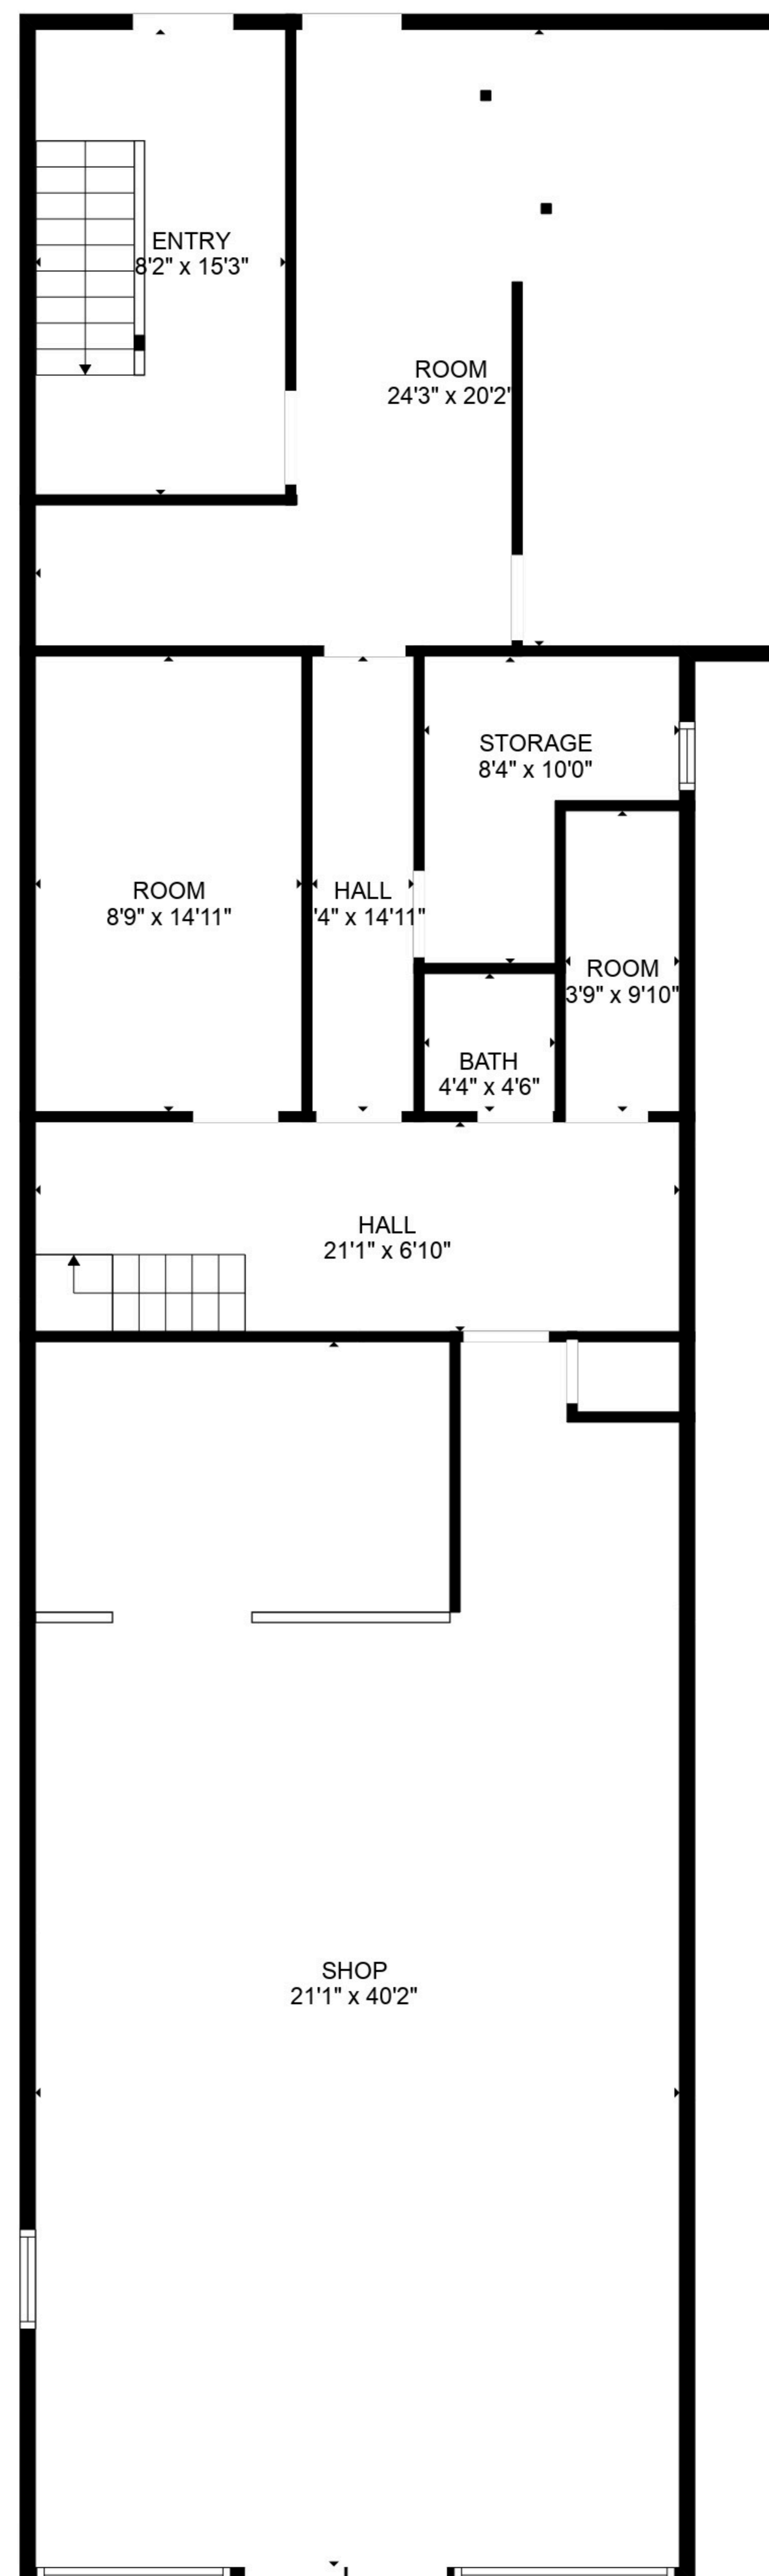 ENTRY
8'2" x 15'3"
ROOM
24'3" x 20'2"
STORAGE
8'4" x 10'0"
ROOM
8'9" x 14'11"
HALL
'4" x 14'11"
ROOM
3'9" x 9'10"
BATH
4'4" x 4'6"
HALL
21'1" x 6'10"
SHOP
21'1" x 40'2"